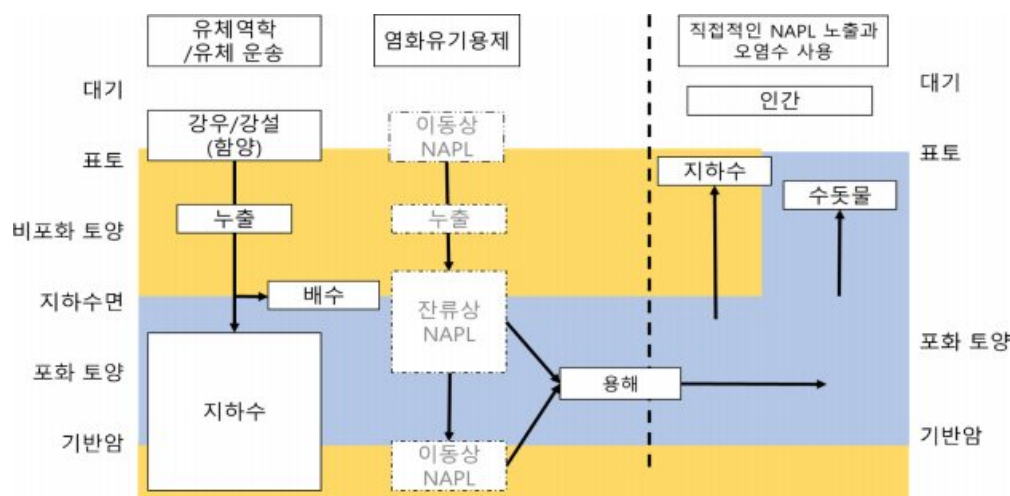 유체역학
/유체 운송
염화유기용제
직접적인 NAPL 노출과
오염수 사용
대기
대기
인간
강우/강설
(함양)
이동상
NAPL
표토
표토
지하수
수돗물
누출
누출
비포화 토양
지하수면
배수
잔류상
NAPL
포화 토양
포화 토양
용해
지하수
기반암
기반암
이동상
NAPL